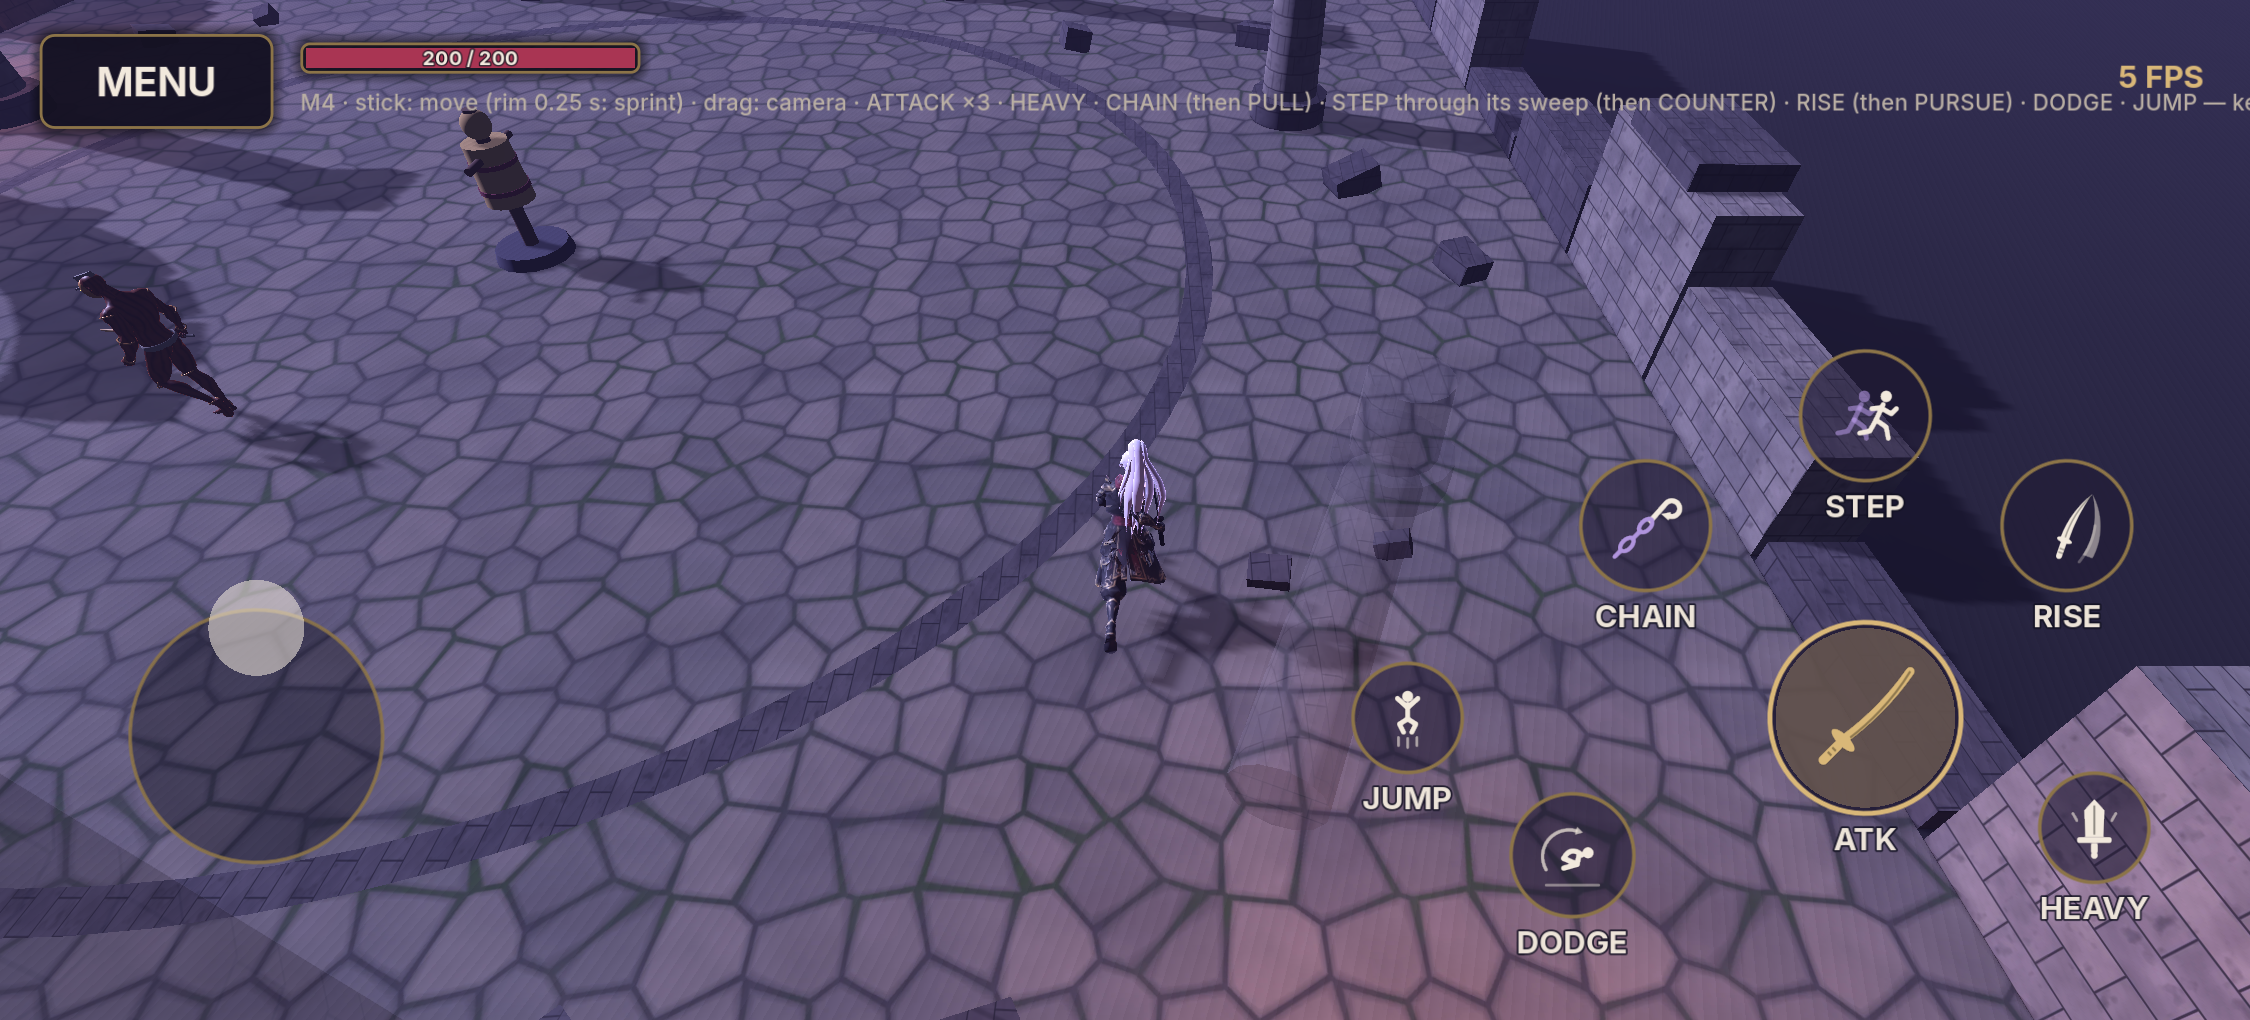 MENU
200 / 200
5 FPS
M4 · stick: move (rim 0.25 s: sprint) · drag: camera · ATTACK ×3 · HEAVY · CHAIN (then PULL) · STEP through its sweep (then COUNTER) · RISE (then PURSUE) · DODGE · JUMP — ke
STEP
CHAIN
RISE
JUMP
ATK
DODGE
HEAVY